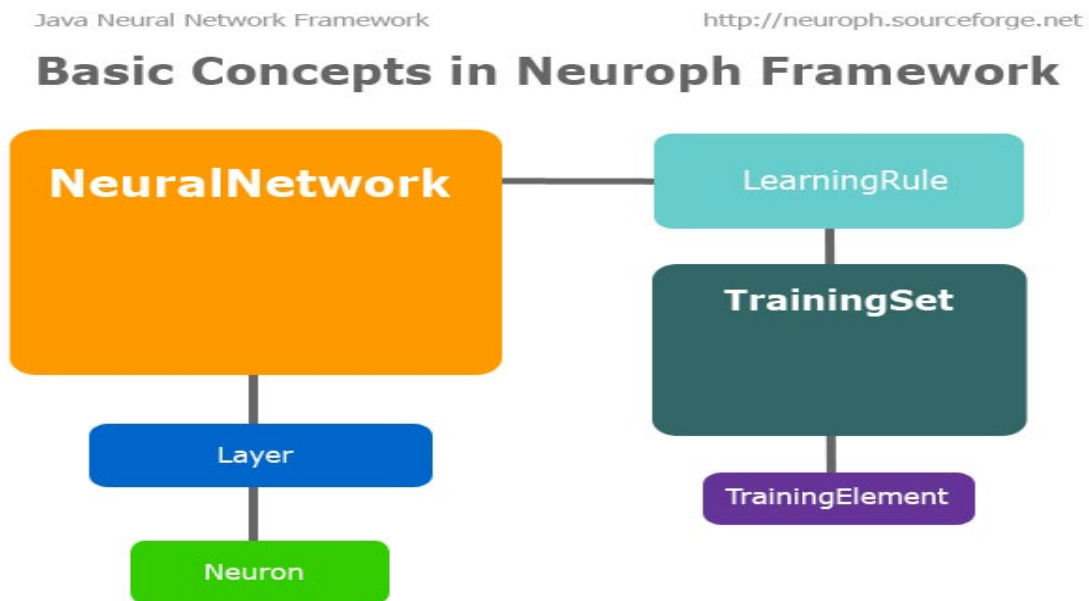 Java Neural Network Framework
http://neuroph.sourceforge.net
Basic Concepts in Neuroph Framework
NeuralNetwork
LearningRule
TrainingSet
Layer
TrainingElement
Neuron